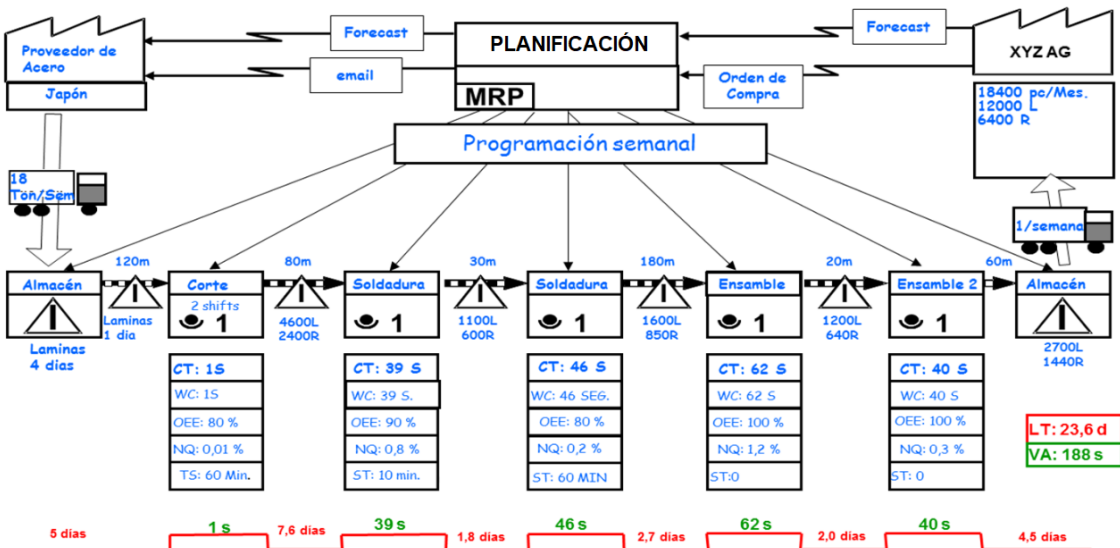 Proveedor de
Acero
Japón
Forecast
email
PLANIFICACIÓN
MRP
Forecast
Orden de
Compra
XYZ AG
18400 pc/Mes.
12000 L
6400 R
Programación semanal
18
Ton/Sem
1/semana
120m
80m
30m
180m
20m
60m
Almacén
Corte
Soldadura
Soldadura
Ensamble
Ensamble 2
Almacén
2 shifts
1
1
1
1
1
Laminas
1 dia
4600L
2400R
1100L
600R
1600L
850R
1200L
640R
Laminas
4 dias
2700L
1440R
CT: 1S
WC: 1S
OEE: 80 %
NQ: 0,01 %
TS: 60 Min.
CT: 39 S
WC: 39 S.
OEE: 90 %
NQ: 0,8 %
ST: 10 min.
CT: 46 S
WC: 46 SEG.
OEE: 80 %
NQ: 0,2 %
ST: 60 MIN
CT: 62 S
WC: 62 S
OEE: 100 %
NQ: 1,2 %
ST:0
CT: 40 S
WC: 40 S
OEE: 100 %
NQ: 0,3 %
ST: 0
LT: 23,6 d
VA: 188 s
5 días
1 s
7,6 días
39 s
1,8 días
46 s
2,7 días
62 s
2,0 días
40 s
4,5 días